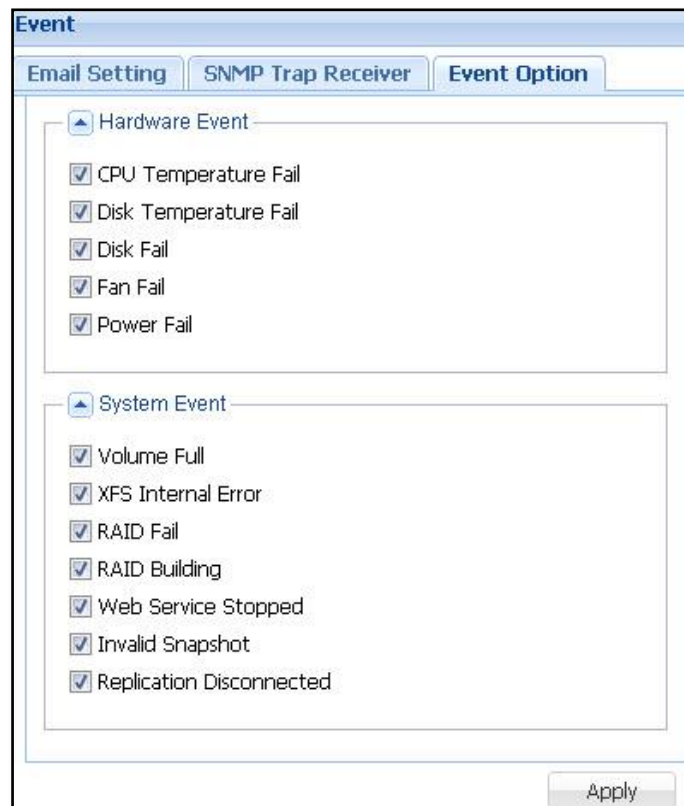 Event
Email Setting SNMP Trap Receiver Event Option
Hardware Event
CPU Temperature Fail
Disk Temperature Fail
Disk Fail
Fan Fail
Power Fail
System Event
Volume Full
XFS Internal Error
RAID Fail
RAID Building
Web Service Stopped
Invalid Snapshot
Replication Disconnected
Apply